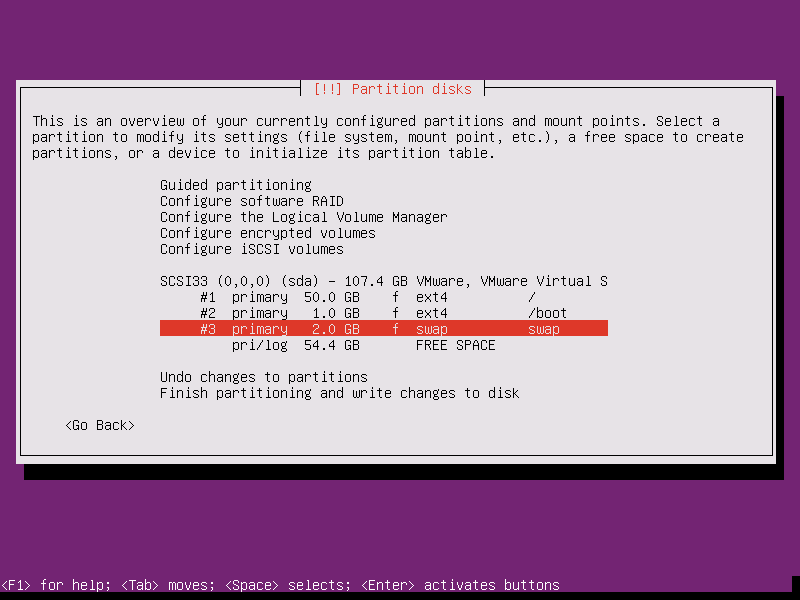 [!!] Partition disks
This is an overview of your currently configured partitions and mount points. Select a
partition to modify its settings (file system, mount point, etc.), a free space to create
partitions, or a device to initialize its partition table.
Guided partitioning
Configure software RAID
Configure the Logical Volume Manager
Configure encrypted volumes
Configure iSCSI volumes
SCSI33 (0,0,0) (sda) - 107.4 GB VMware, VMware Virtual S
#1 primary 50.0 GB f ext4 /
#2 primary 1.0 GB f ext4 /boot
#3 primary 2.0 GB f swap swap
pri/log 54.4 GB FREE SPACE
Undo changes to partitions
Finish partitioning and write changes to disk
<Go Back>
<F1> for help; <Tab> moves; <Space> selects; <Enter> activates buttons